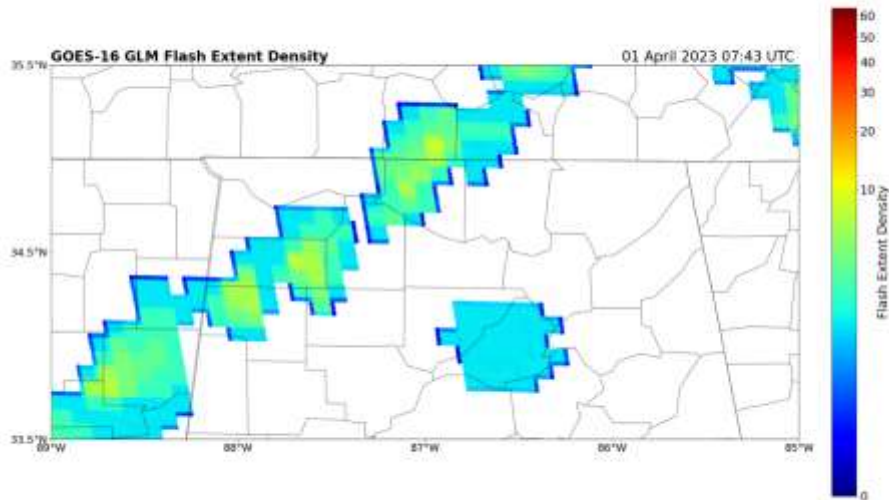 GOES-16 GLM Flash Extent Density
01 April 2023 07:43 UTC
35.5°N
34.5°N
33.5°N
89°W
88°W
87°W
86°W
85°W
60
50
40
30
20
10
0
Flash Extent Density